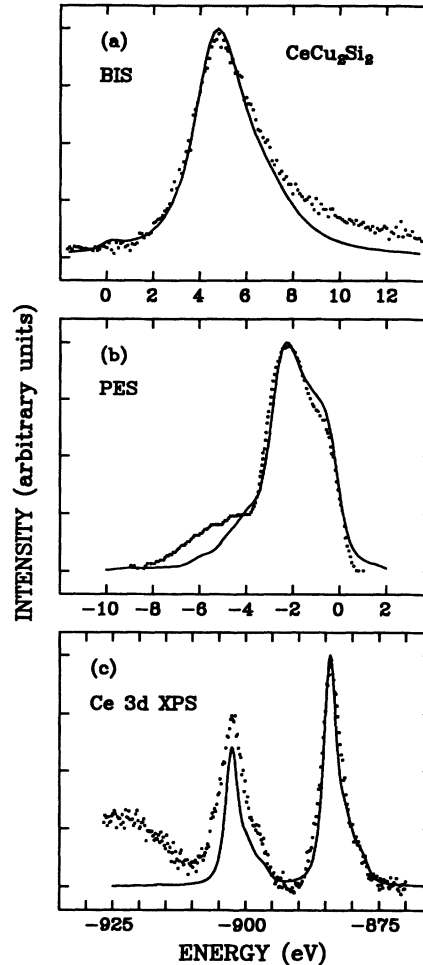 (a)
BIS
CeCu₂Si₂
0 2 4 6 8 10 12
(b)
PES
-10 -8 -6 -4 -2 0 2
INTENSITY (arbitrary units)
(c)
Ce 3d XPS
-925 -900 -875
ENERGY (eV)